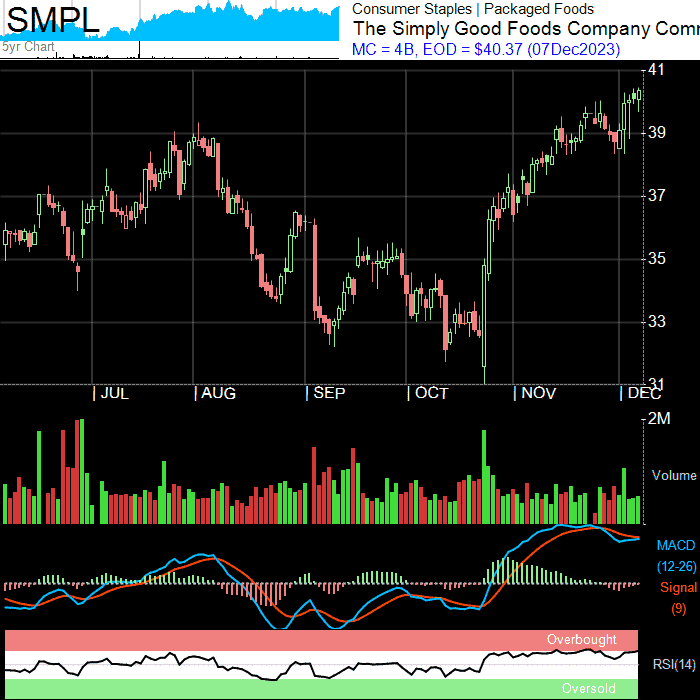 SMPL
5yr Chart
Consumer Staples | Packaged Foods
The Simply Good Foods Company Comm
MC = 4B, EOD = $40.37 (07Dec2023)
41
39
37
35
33
31
| JUL | AUG | SEP | OCT | NOV | DEC
2M
Volume
MACD
(12-26)
Signal
(9)
Overbought
RSI(14)
Oversold